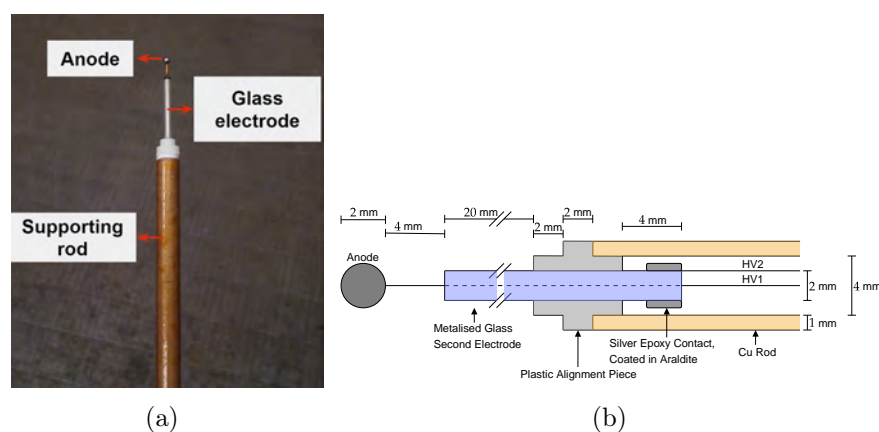 Anode
Glass
electrode
Supporting
rod
(a)
2 mm
4 mm
20 mm
2 mm
2 mm
4 mm
Anode
HV2
HV1
2 mm
4 mm
1 mm
Metalised Glass
Second Electrode
Plastic Alignment Piece
Silver Epoxy Contact,
Coated in Araldite
Cu Rod
(b)